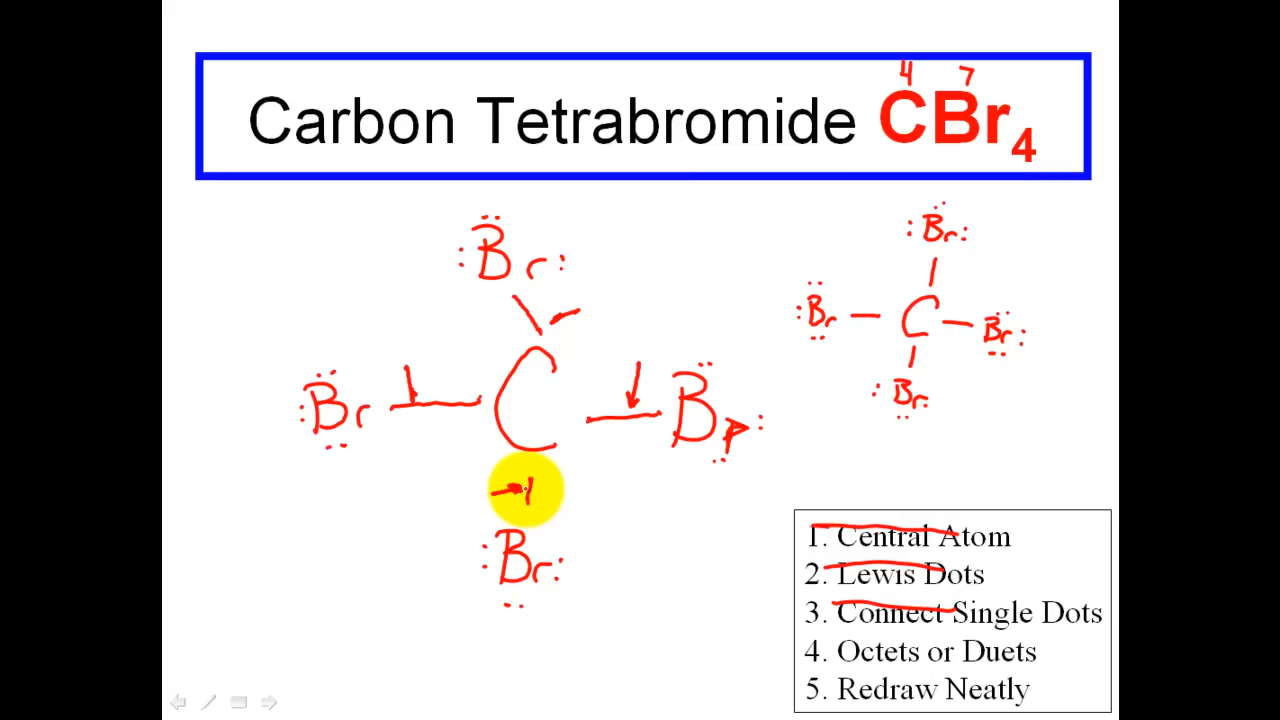 4 7
Carbon Tetrabromide CBr4
Br
Br
Br C Br
Br C Br
Br
Br
1. Central Atom
2. Lewis Dots
3. Connect Single Dots
4. Octets or Duets
5. Redraw Neatly